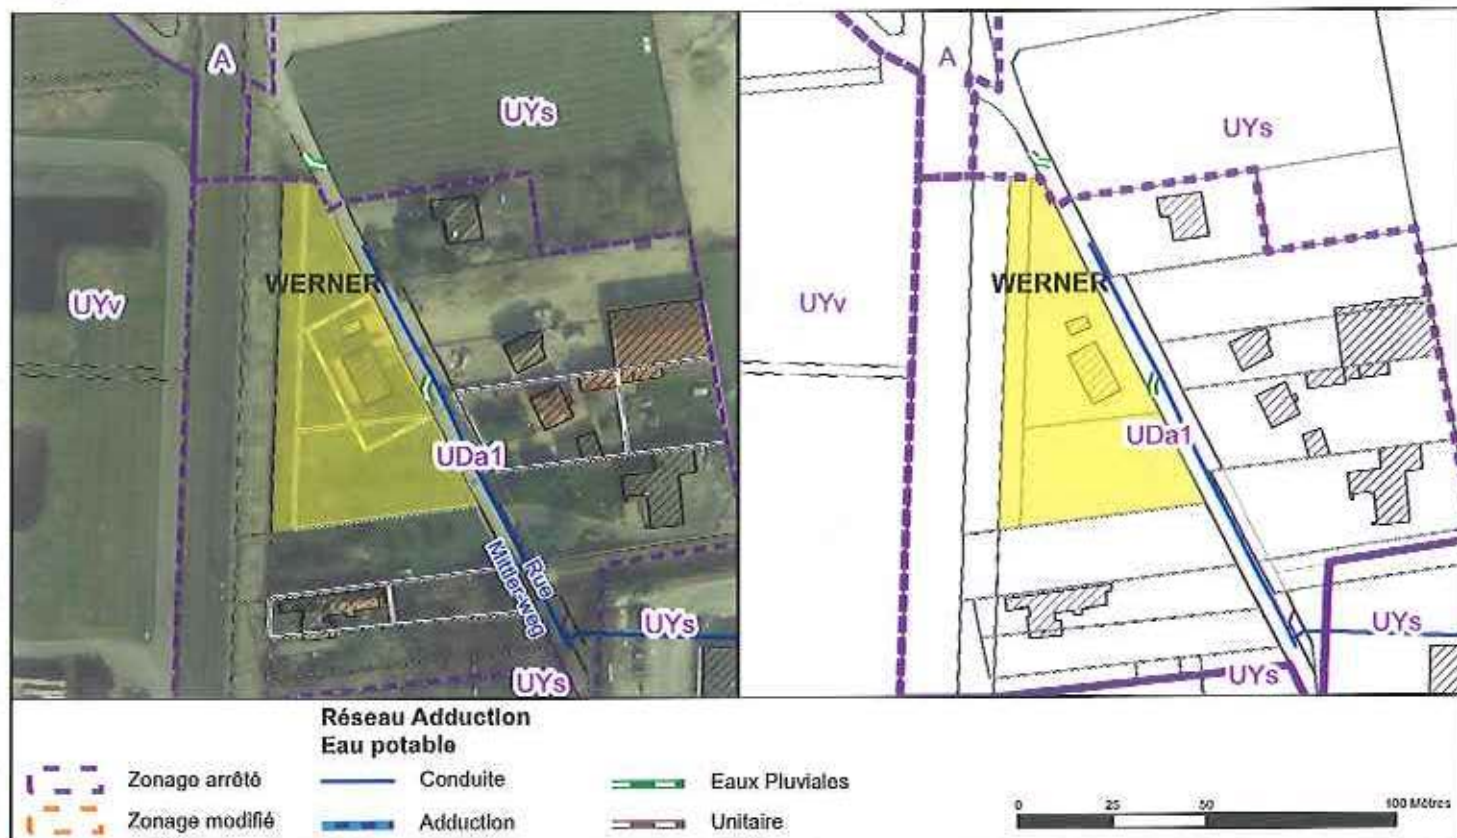 A
UYs
WERNER
UYv
UDa1
Rue
Mittler-weg
UYs
UYs
A
UYs
WERNER
UYv
UDa1
UYs
UYs
Réseau Adduction
Eau potable
Zonage arrêté
Conduite
Eaux Pluviales
Zonage modifié
Adduction
Unitaire
0 25 50 100 Mètres